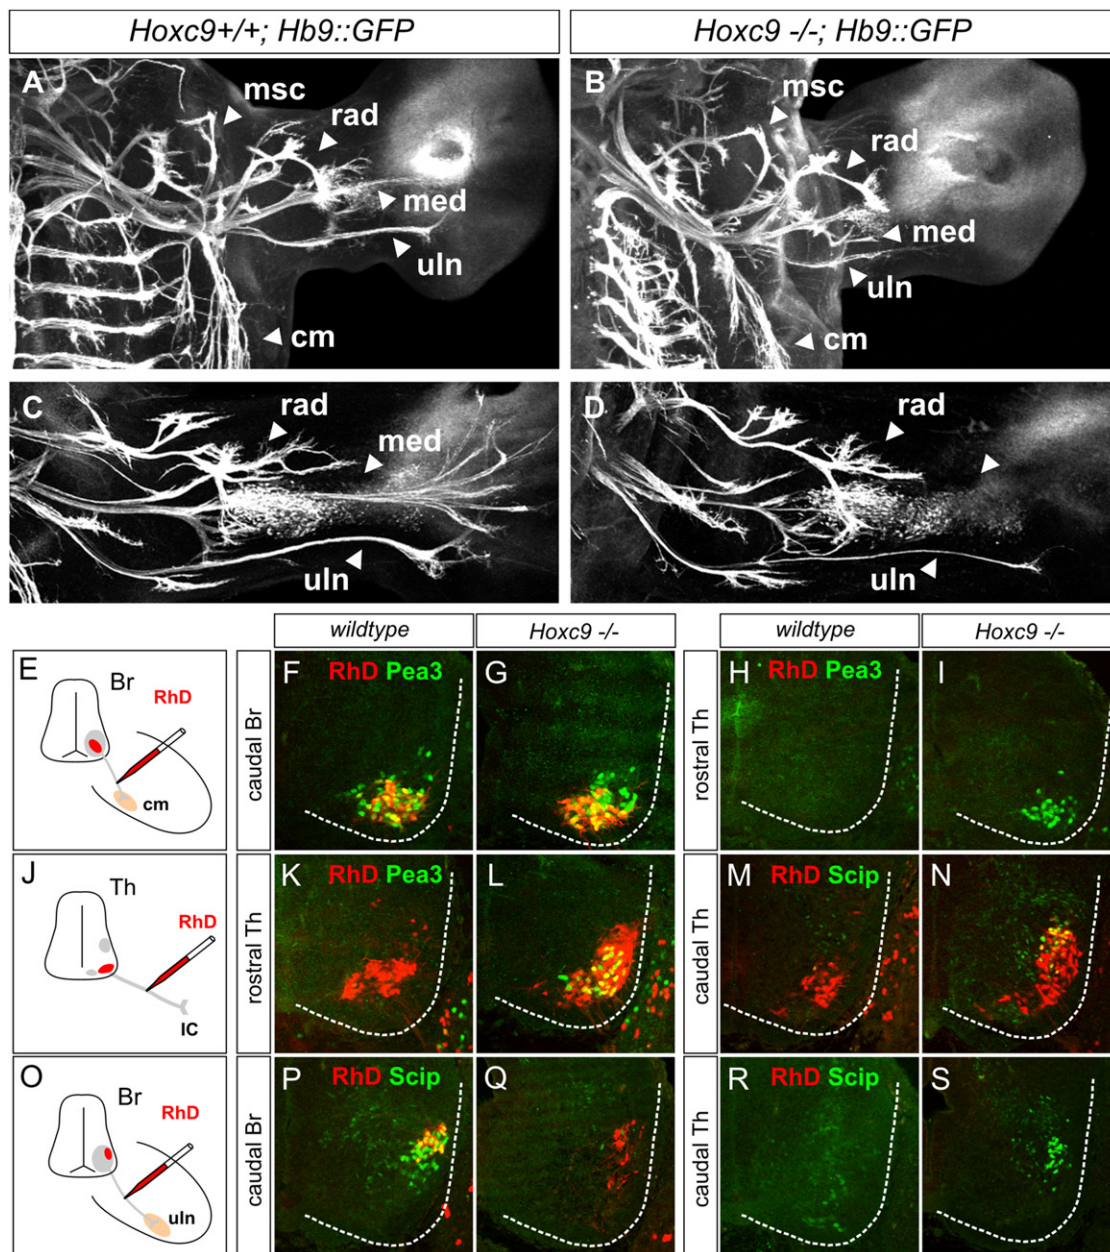 Hoxc9+/+; Hb9::GFP
Hoxc9 -/-; Hb9::GFP
A
msc
rad
med
uln
cm
B
msc
rad
med
uln
cm
C
rad
med
uln
D
rad
uln
wildtype
Hoxc9 -/-
wildtype
Hoxc9 -/-
E
Br
RhD
cm
caudal Br
F
RhD Pea3
G
rostral Th
H
RhD Pea3
I
J
Th
RhD
IC
rostral Th
K
RhD Pea3
L
caudal Th
M
RhD Scip
N
O
Br
RhD
uln
caudal Br
P
RhD Scip
Q
caudal Th
R
RhD Scip
S